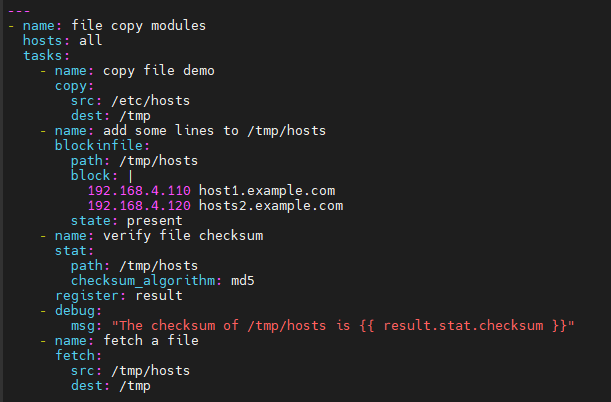 ---
- name: file copy modules
  hosts: all
  tasks:
    - name: copy file demo
      copy:
        src: /etc/hosts
        dest: /tmp
    - name: add some lines to /tmp/hosts
      blockinfile:
        path: /tmp/hosts
        block: |
          192.168.4.110 host1.example.com
          192.168.4.120 hosts2.example.com
        state: present
    - name: verify file checksum
      stat:
        path: /tmp/hosts
        checksum_algorithm: md5
      register: result
    - debug:
        msg: "The checksum of /tmp/hosts is {{ result.stat.checksum }}"
    - name: fetch a file
      fetch:
        src: /tmp/hosts
        dest: /tmp